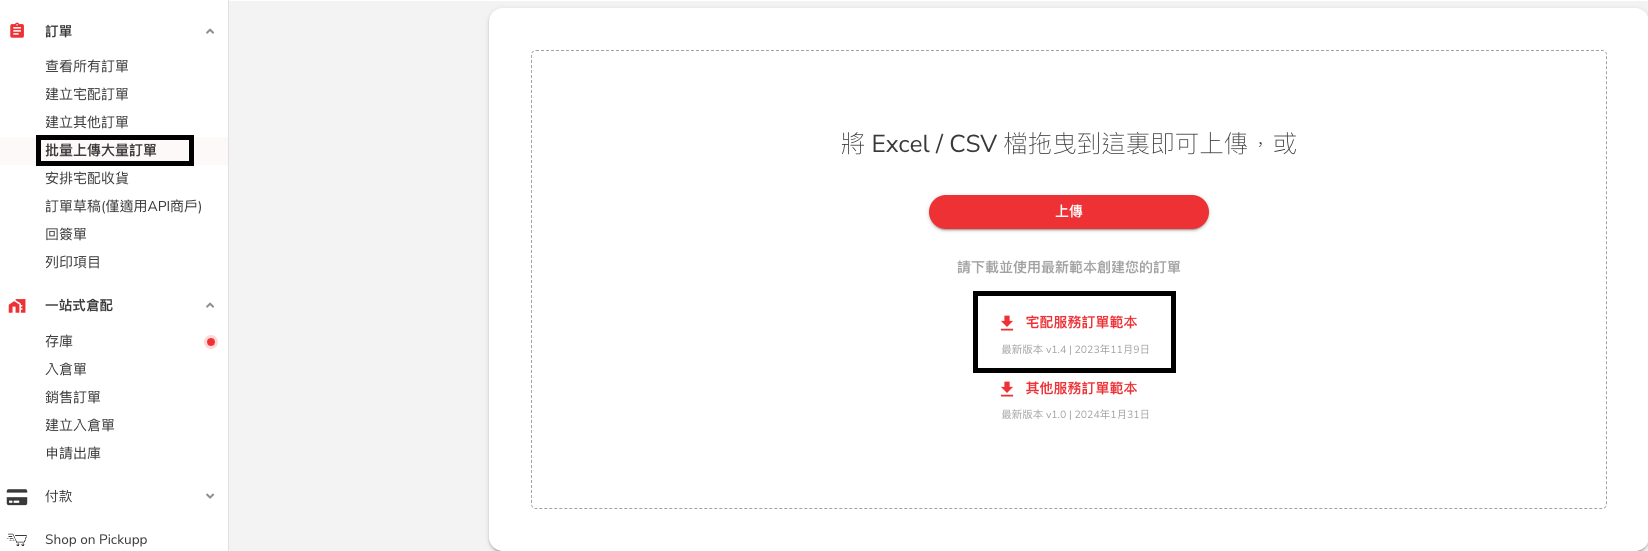 訂單
查看所有訂單
建立宅配訂單
建立其他訂單
批量上傳大量訂單
安排宅配收貨
訂單草稿(僅適用API商戶)
回簽單
列印項目
一站式倉配
存庫
入倉單
銷售訂單
建立入倉單
申請出庫
付款
Shop on Pickupp
將 Excel / CSV 檔拖曳到這裏即可上傳，或
上傳
請下載並使用最新範本創建您的訂單
宅配服務訂單範本
最新版本 v1.4 | 2023年11月9日
其他服務訂單範本
最新版本 v1.0 | 2024年1月31日